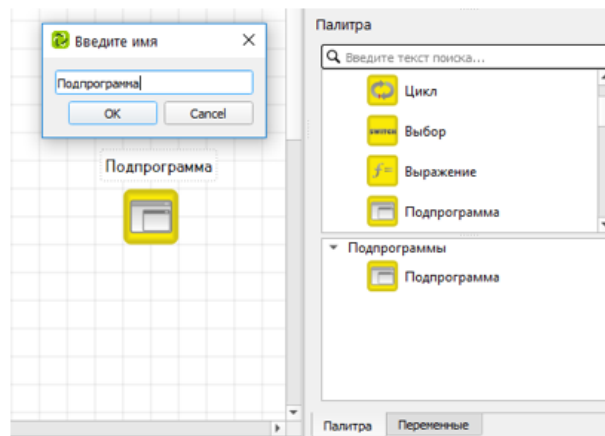 Введите имя
Подпрограмма
OK
Cancel
Подпрограмма
Палитра
Введите текст поиска...
Цикл
SWITCH
Выбор
f=
Выражение
Подпрограмма
Подпрограммы
Подпрограмма
Палитра
Переменные